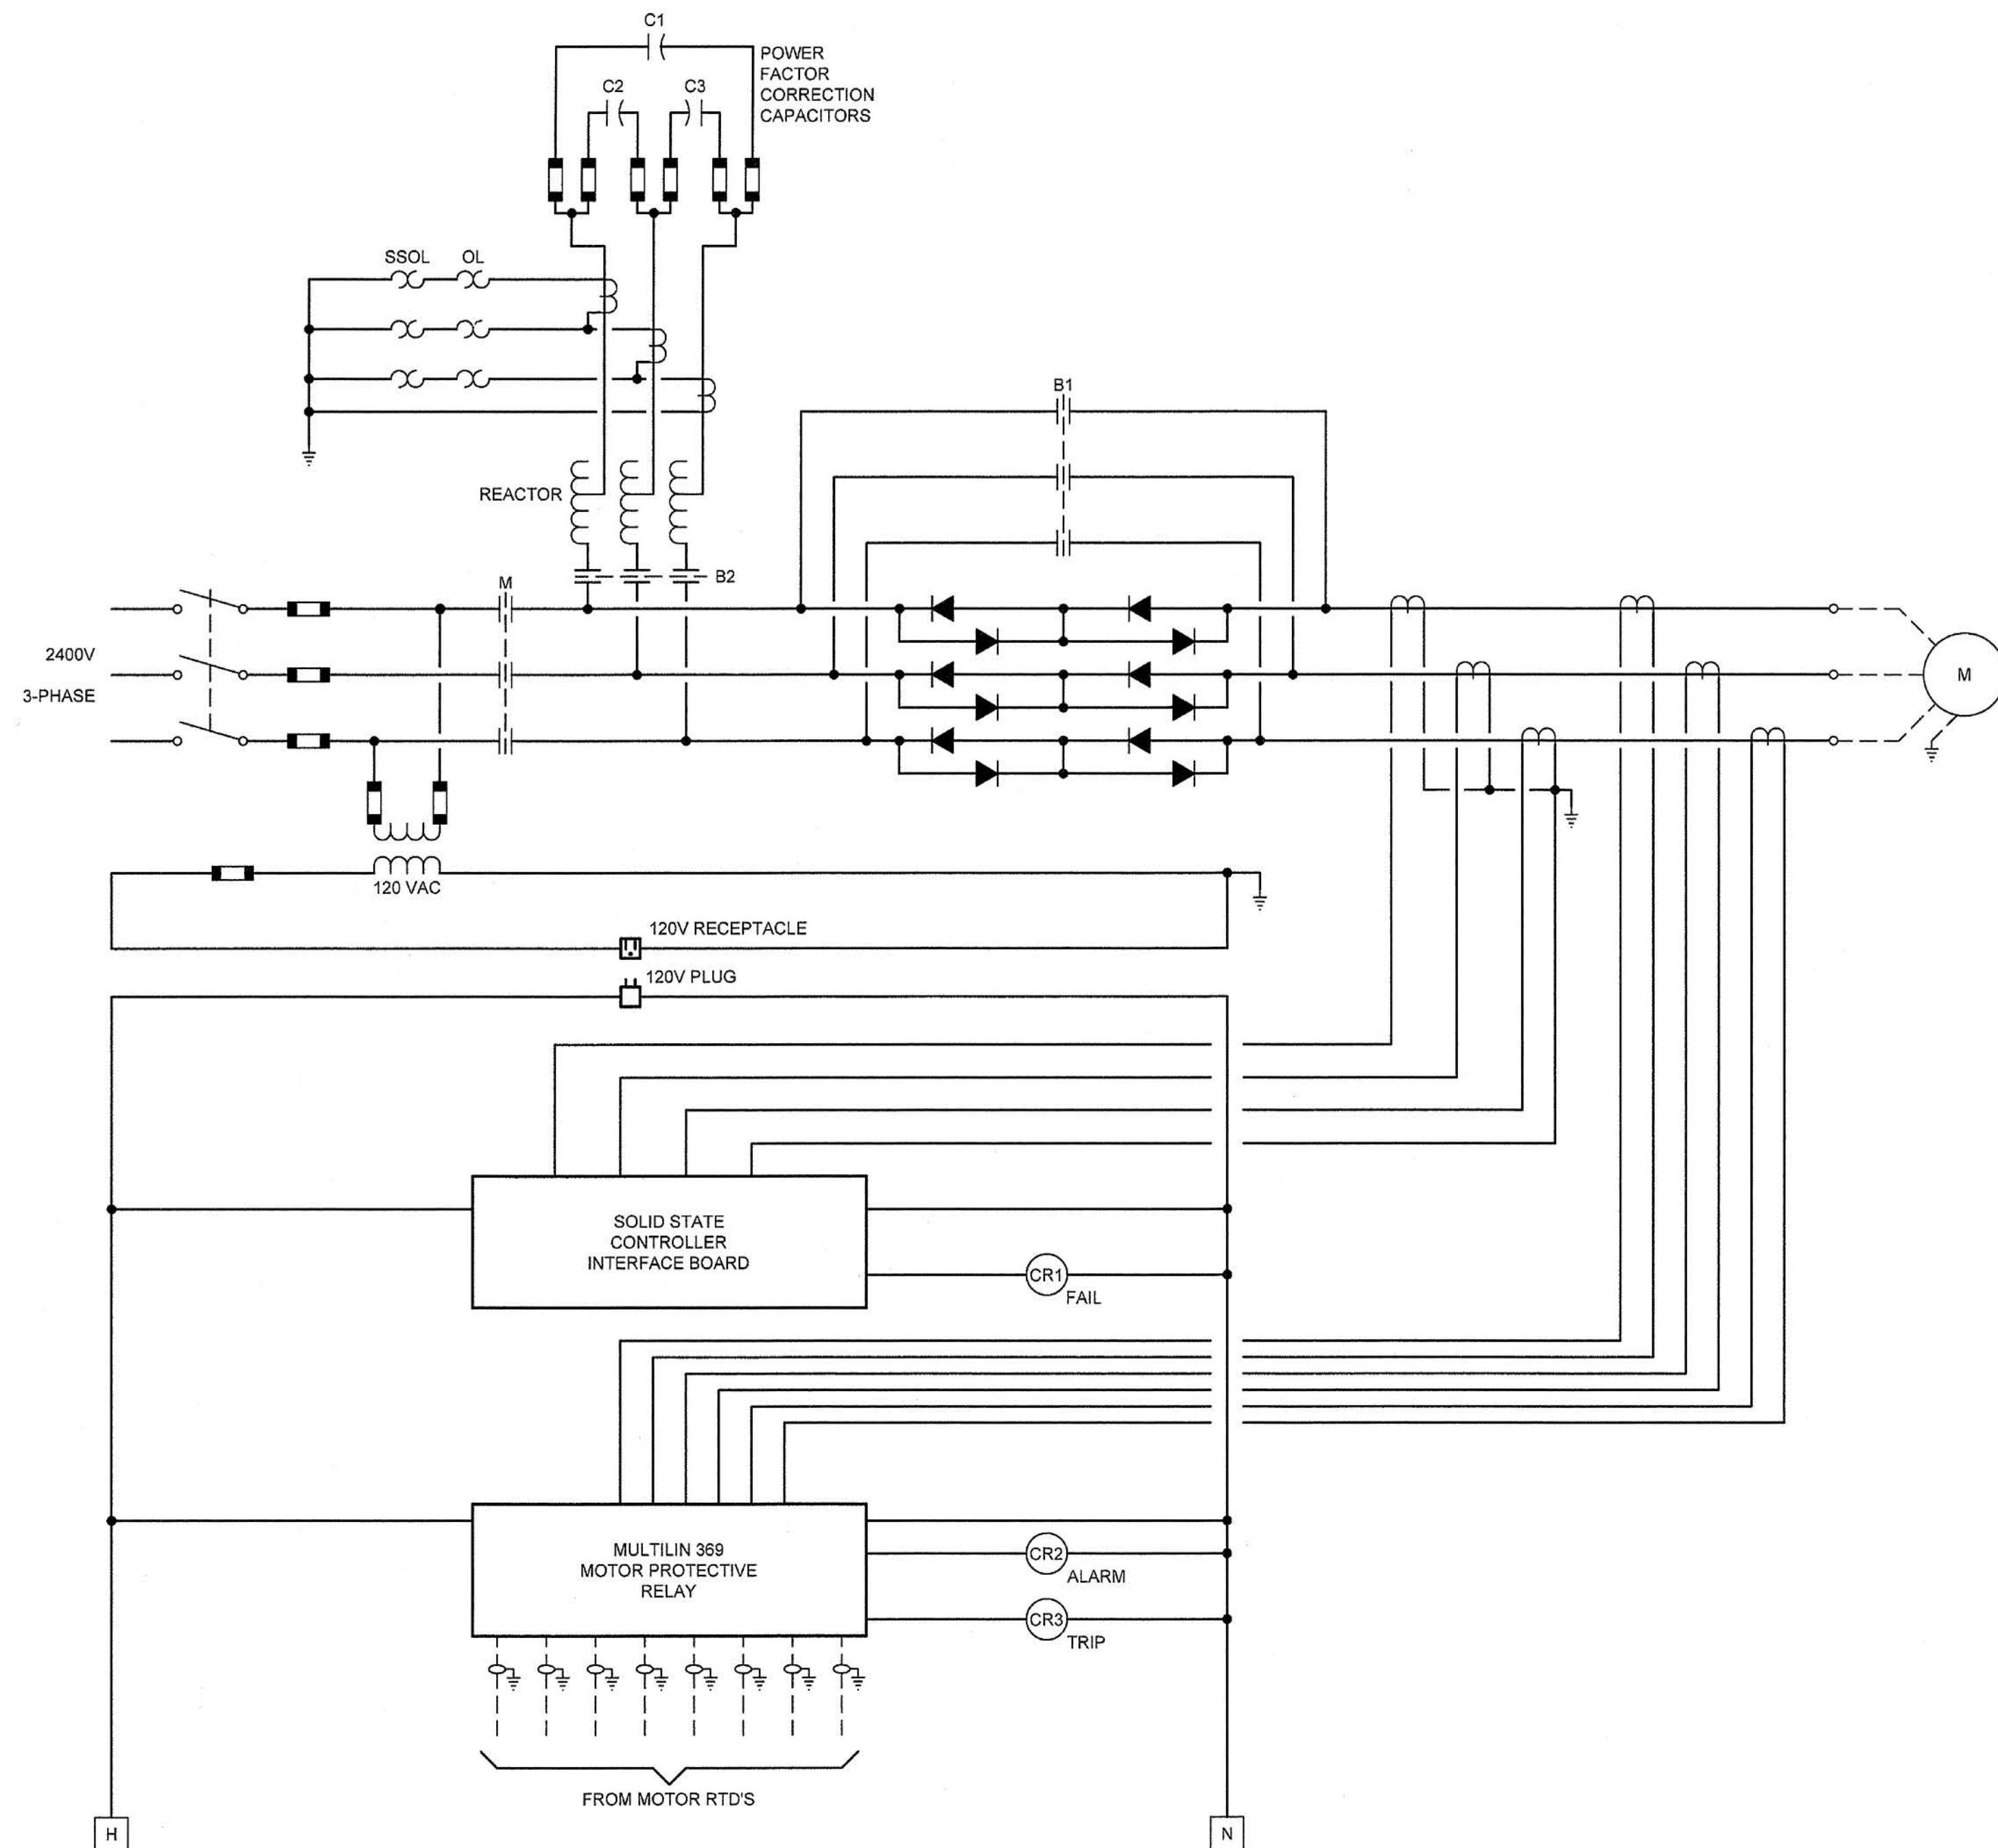 C1
POWER
FACTOR
CORRECTION
CAPACITORS
C2
C3
SSOL
OL
B1
REACTOR
B2
M
2400V
3-PHASE
M
120 VAC
120V RECEPTACLE
120V PLUG
SOLID STATE
CONTROLLER
INTERFACE BOARD
CR1
FAIL
MULTILIN 369
MOTOR PROTECTIVE
RELAY
CR2
ALARM
CR3
TRIP
FROM MOTOR RTD'S
H
N